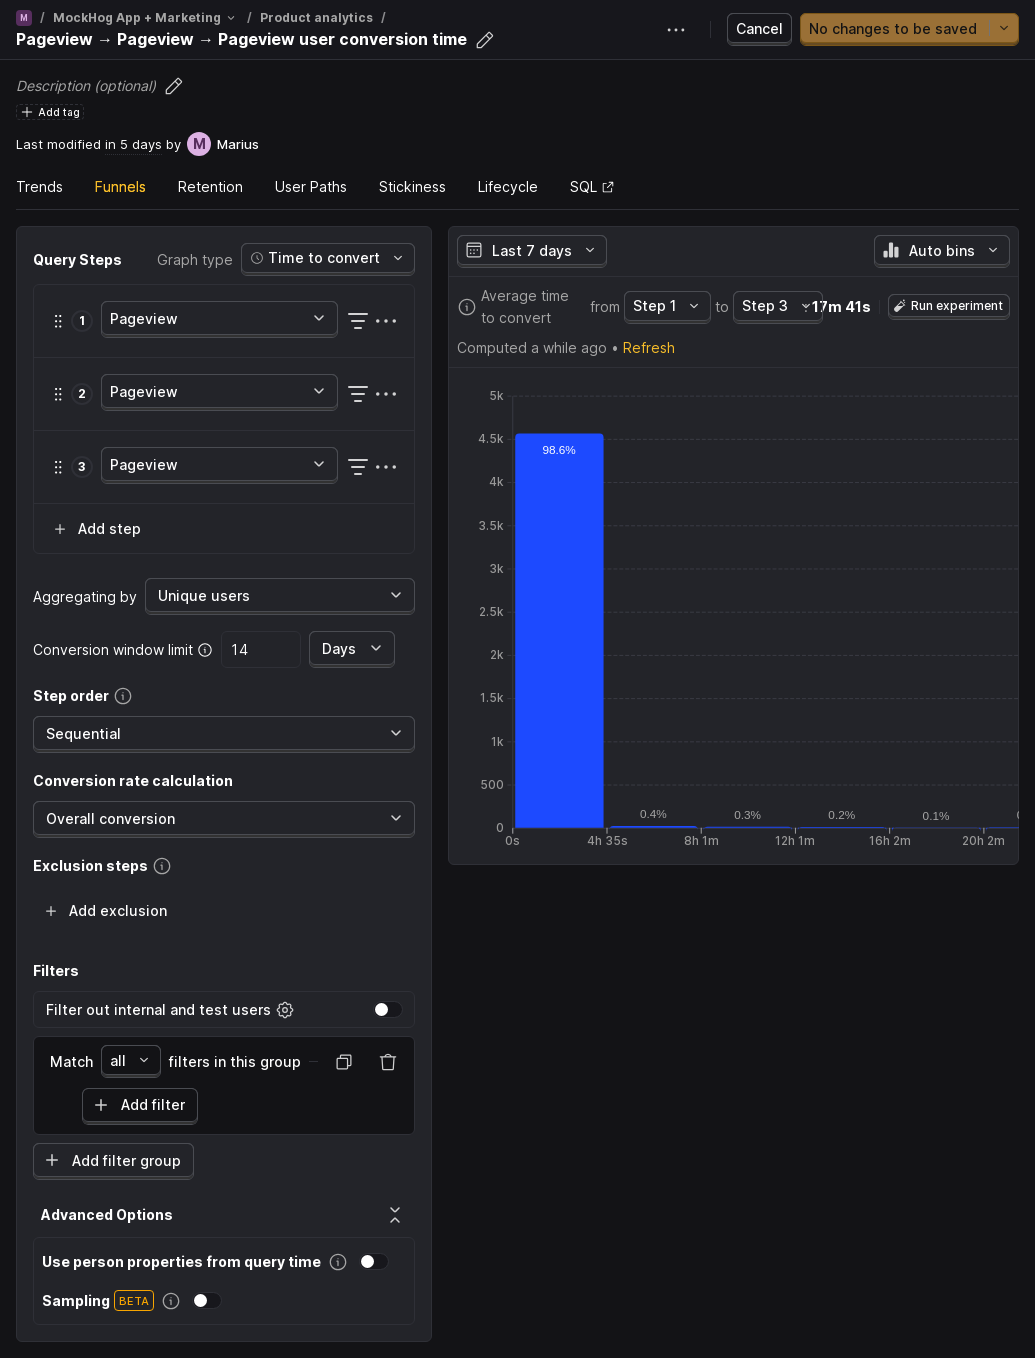 M / MockHog App + Marketing / Product analytics /
Pageview → Pageview → Pageview user conversion time
Cancel
No changes to be saved
Description (optional)
Add tag
Last modified in 5 days by M Marius
Trends Funnels Retention User Paths Stickiness Lifecycle SQL
Query Steps Graph type Time to convert
1 Pageview
2 Pageview
3 Pageview
Add step
Aggregating by Unique users
Conversion window limit 14 Days
Step order
Sequential
Conversion rate calculation
Overall conversion
Exclusion steps
Add exclusion
Filters
Filter out internal and test users
Match all filters in this group
Add filter
Add filter group
Advanced Options
Use person properties from query time
Sampling BETA
Last 7 days Auto bins
Average time to convert from Step 1 to Step 3 17m 41s Run experiment
Computed a while ago • Refresh
5k
4.5k
98.6%
4k
3.5k
3k
2.5k
2k
1.5k
1k
500
0.4% 0.3% 0.2% 0.1%
0
0s 4h 35s 8h 1m 12h 1m 16h 2m 20h 2m